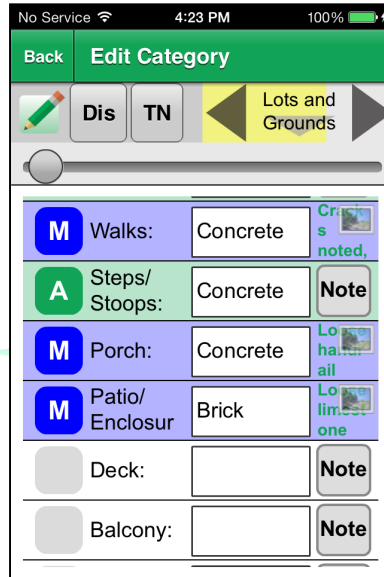 No Service 4:23 PM 100%
Back Edit Category
Dis TN Lots and
Grounds
M Walks: Concrete
Crack
s
noted,
A Steps/
Stoops: Concrete Note
M Porch: Concrete
Loose
handr
ail
M Patio/
Enclosur Brick
Loose
limest
one
Deck: Note
Balcony: Note